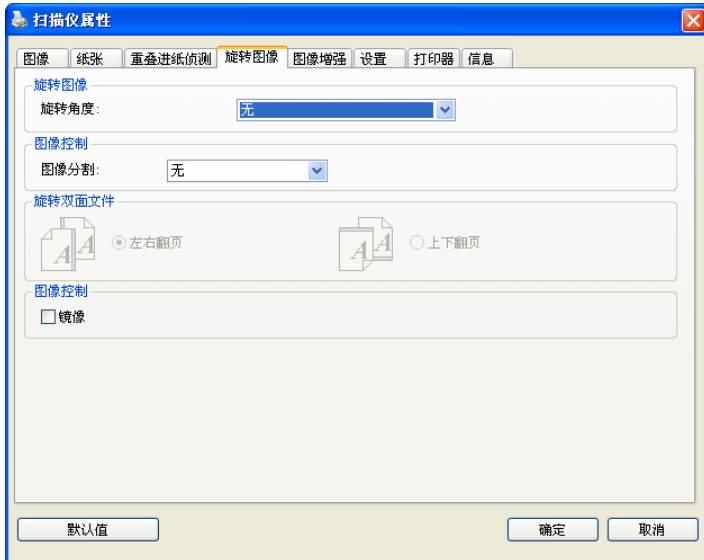 扫描仪属性
图像 纸张 重叠进纸侦测 旋转图像 图像增强 设置 打印器 信息
旋转图像
旋转角度: 无
图像控制
图像分割: 无
旋转双面文件
A A 左右翻页 A A 上下翻页
图像控制
镜像
默认值 确定 取消